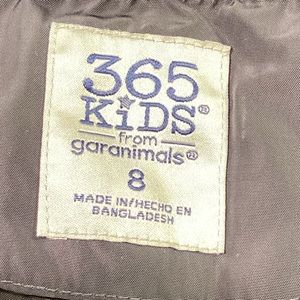 365
KiDS®
from
garanimals®
8
MADE IN/HECHO EN
BANGLADESH